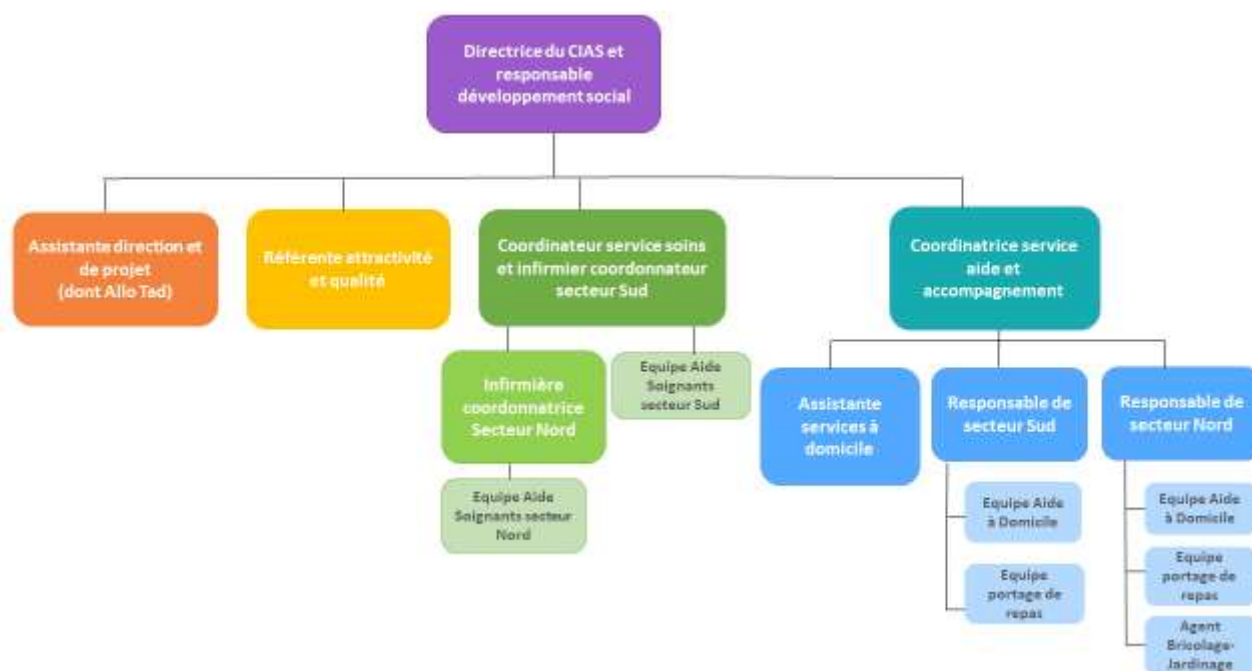 Directrice du CIAS et
responsable
développement social
Assistante direction et
de projet
(dont Allo Tad)
Référente attractivité
et qualité
Coordinateur service soins
et infirmier coordonnateur
secteur Sud
Coordinatrice service
aide et
accompagnement
Infirmière
coordonnatrice
Secteur Nord
Equipe Aide
Soignants
secteur Sud
Assistante
services à
domicile
Responsable de
secteur Sud
Responsable de
secteur Nord
Equipe Aide
Soignants secteur
Nord
Equipe Aide
à Domicile
Equipe
portage de
repas
Equipe Aide
à Domicile
Equipe
portage de
repas
Agent
Bricolage-
Jardinage